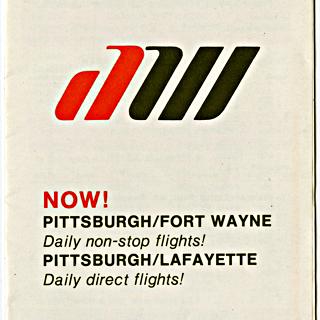 NOW!
PITTSBURGH/FORT WAYNE
Daily non-stop flights!
PITTSBURGH/LAFAYETTE
Daily direct flights!